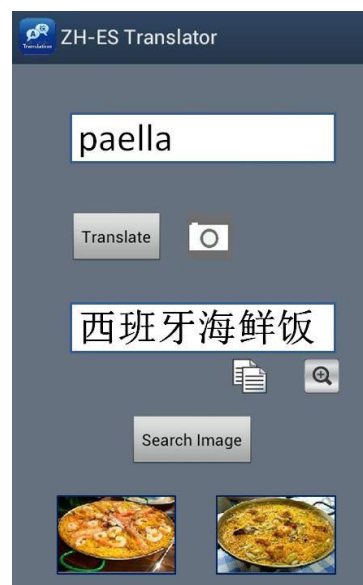 ZH-ES Translator
paella
Translate
西班牙海鲜饭
Search Image